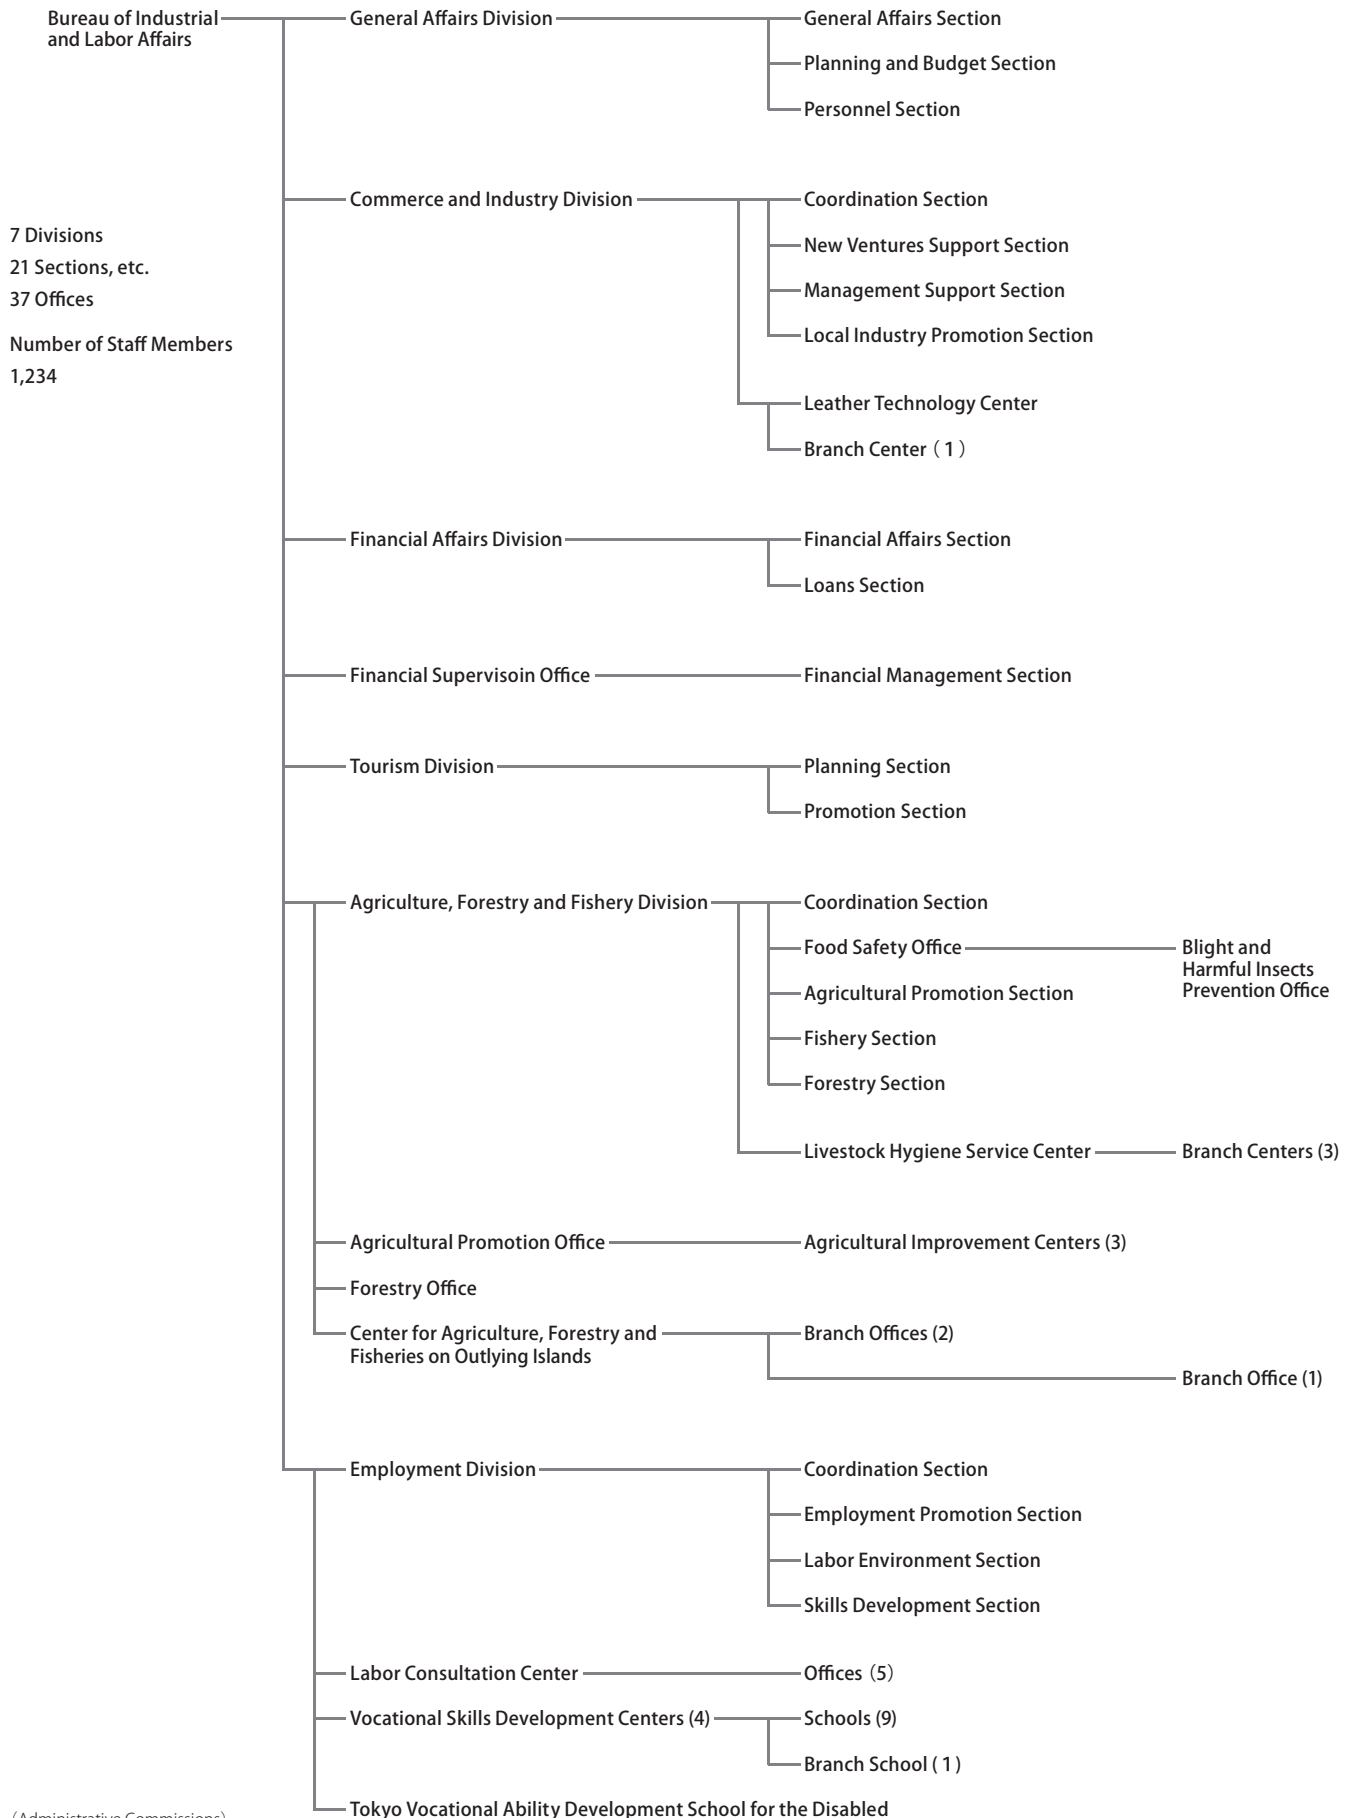 Bureau of Industrial
and Labor Affairs
7 Divisions
21 Sections, etc.
37 Offices
Number of Staff Members
1,234
General Affairs Division
General Affairs Section
Planning and Budget Section
Personnel Section
Commerce and Industry Division
Coordination Section
New Ventures Support Section
Management Support Section
Local Industry Promotion Section
Leather Technology Center
Branch Center（ 1 ）
Financial Affairs Division
Financial Affairs Section
Loans Section
Financial Supervisoin Office
Financial Management Section
Tourism Division
Planning Section
Promotion Section
Agriculture, Forestry and Fishery Division
Coordination Section
Food Safety Office
Blight and
Harmful Insects
Prevention Office
Agricultural Promotion Section
Fishery Section
Forestry Section
Livestock Hygiene Service Center
Branch Centers (3)
Agricultural Promotion Office
Agricultural Improvement Centers (3)
Forestry Office
Center for Agriculture, Forestry and
Fisheries on Outlying Islands
Branch Offices (2)
Branch Office (1)
Employment Division
Coordination Section
Employment Promotion Section
Labor Environment Section
Skills Development Section
Labor Consultation Center
Offices（5）
Vocational Skills Development Centers (4)
Schools (9)
Branch School ( 1 )
Tokyo Vocational Ability Development School for the Disabled
（Administrative Commissions）